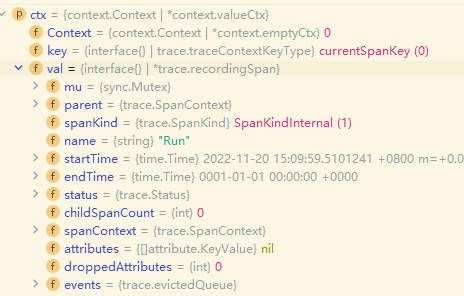 ctx = {context.Context | *context.valueCtx}
f Context = {context.Context | *context.emptyCtx} 0
f key = {interface{} | trace.traceContextKeyType} currentSpanKey (0)
f val = {interface{} | *trace.recordingSpan}
f mu = {sync.Mutex}
f parent = {trace.SpanContext}
f spanKind = {trace.SpanKind} SpanKindInternal (1)
f name = {string} "Run"
f startTime = {time.Time} 2022-11-20 15:09:59.5101241 +0800 m=+0.0
f endTime = {time.Time} 0001-01-01 00:00:00 +0000
f status = {trace.Status}
f childSpanCount = {int} 0
f spanContext = {trace.SpanContext}
f attributes = {[]attribute.KeyValue} nil
f droppedAttributes = {int} 0
f events = {trace.evictedQueue}